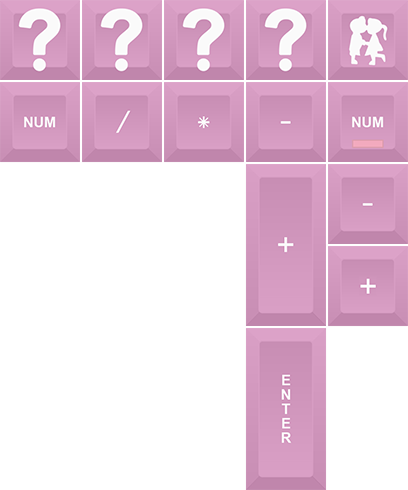 ? ? ? ?
NUM / * - NUM
+ -
+
ENTER